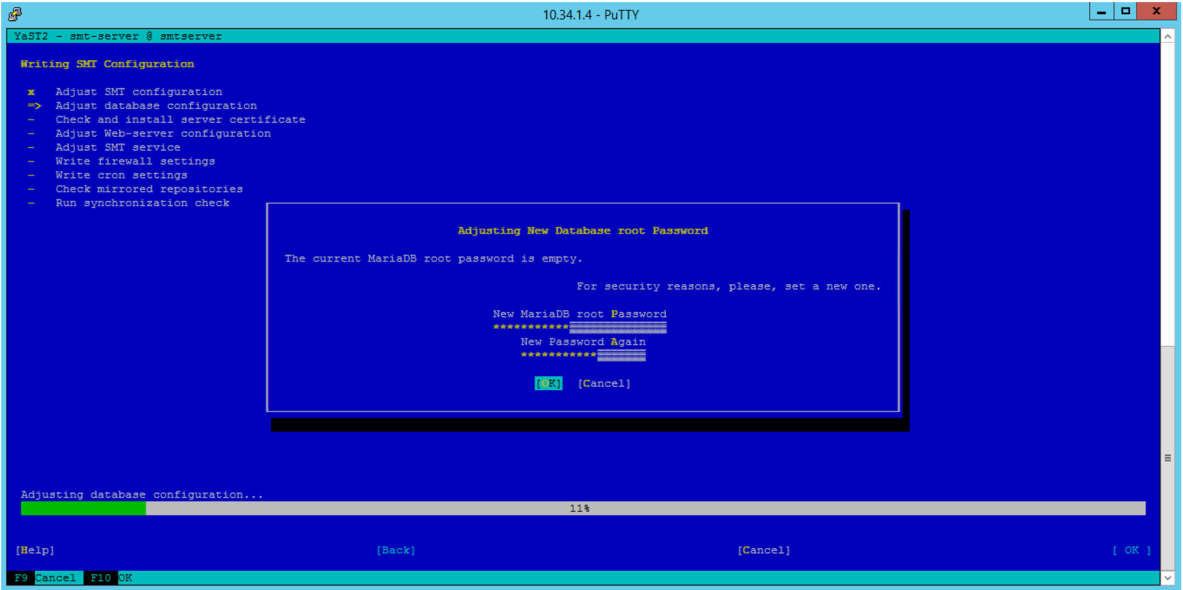 10.34.1.4 - PuTTY
YaST2 - smt-server @ smtserver
Writing SMT Configuration
x Adjust SMT configuration
=> Adjust database configuration
- Check and install server certificate
- Adjust Web-server configuration
- Adjust SMT service
- Write firewall settings
- Write cron settings
- Check mirrored repositories
- Run synchronization check
Adjusting New Database root Password
The current MariaDB root password is empty.
For security reasons, please, set a new one.
New MariaDB root Password
***********
New Password Again
***********
[OK] [Cancel]
Adjusting database configuration...
11%
[Help] [Back] [Cancel] [ OK ]
F9 Cancel F10 OK